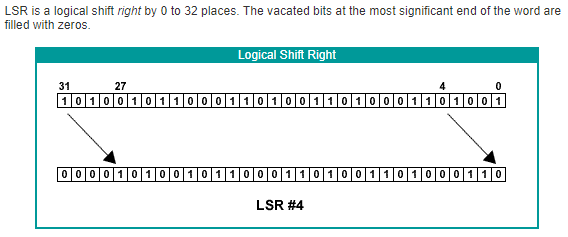 LSR is a logical shift right by 0 to 32 places. The vacated bits at the most significant end of the word are
filled with zeros.
Logical Shift Right
31 27 4 0
1 0 1 0 0 1 0 1 1 0 0 0 1 1 0 1 0 0 1 1 0 1 0 0 0 1 1 0 1 0 0 1
0 0 0 0 1 0 1 0 0 1 0 1 1 0 0 0 1 1 0 1 0 0 1 1 0 1 0 0 0 1 1 0
LSR #4